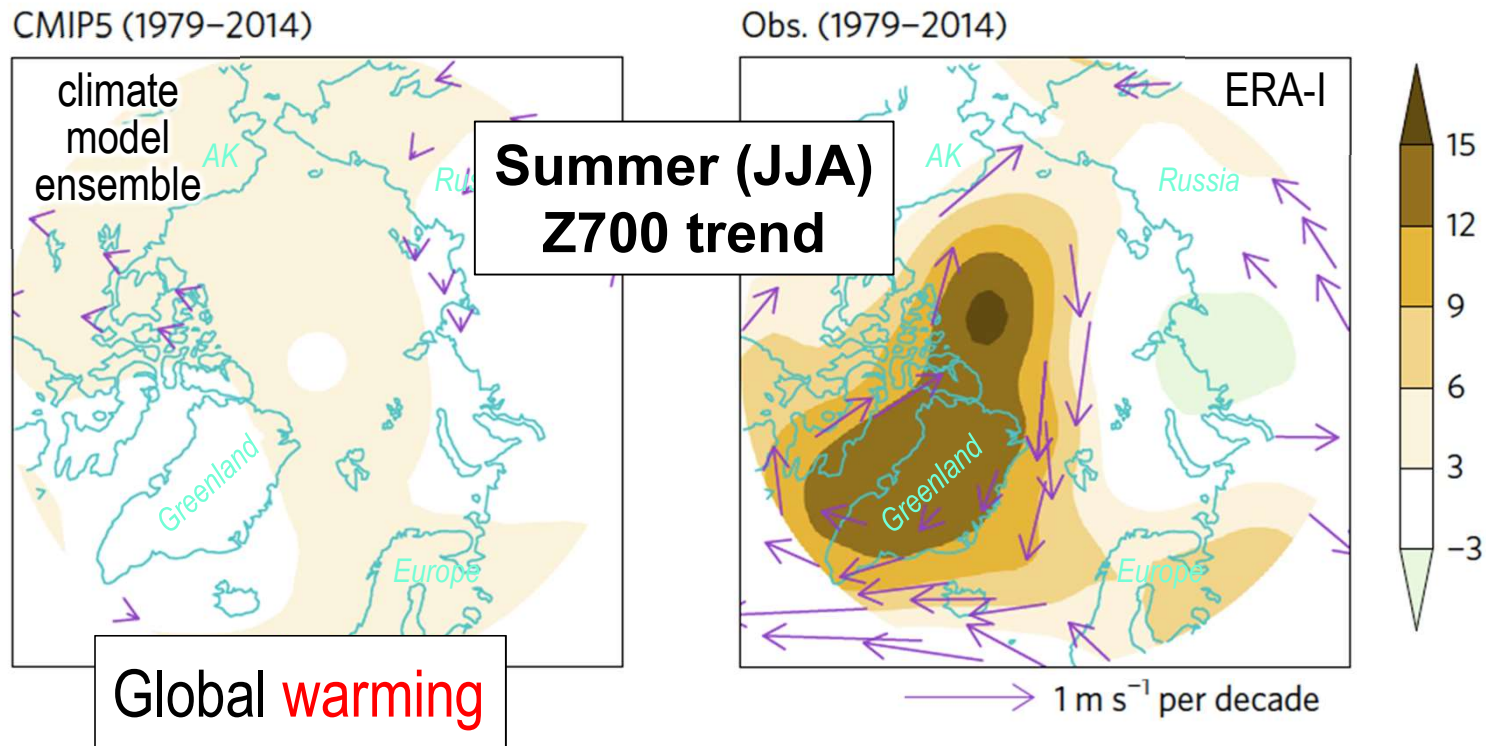 CMIP5 (1979–2014)
climate
model
ensemble
AK
Rus
Greenland
Europe
Global warming
Summer (JJA)
Z700 trend
Obs. (1979–2014)
ERA-I
AK
Russia
Greenland
Europe
1 m s⁻¹ per decade
15
12
9
6
3
−3